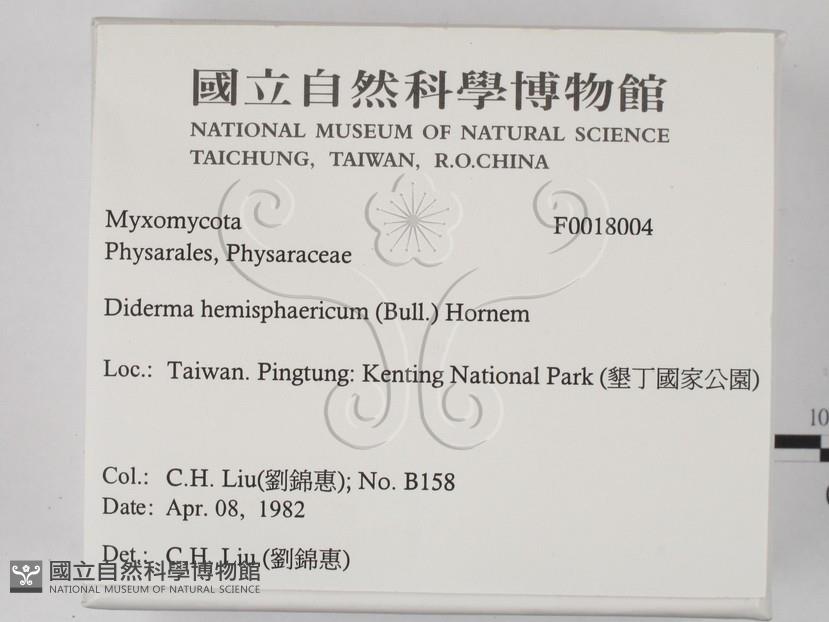 國立自然科學博物館
NATIONAL MUSEUM OF NATURAL SCIENCE
TAICHUNG, TAIWAN, R.O.CHINA
Myxomycota F0018004
Physarales, Physaraceae
Diderma hemisphaericum (Bull.) Hornem
Loc.: Taiwan. Pingtung: Kenting National Park (墾丁國家公園)
Col.: C.H. Liu(劉錦惠); No. B158
Date: Apr. 08, 1982
Det.: C.H. Liu (劉錦惠)
國立自然科學博物館
NATIONAL MUSEUM OF NATURAL SCIENCE
10